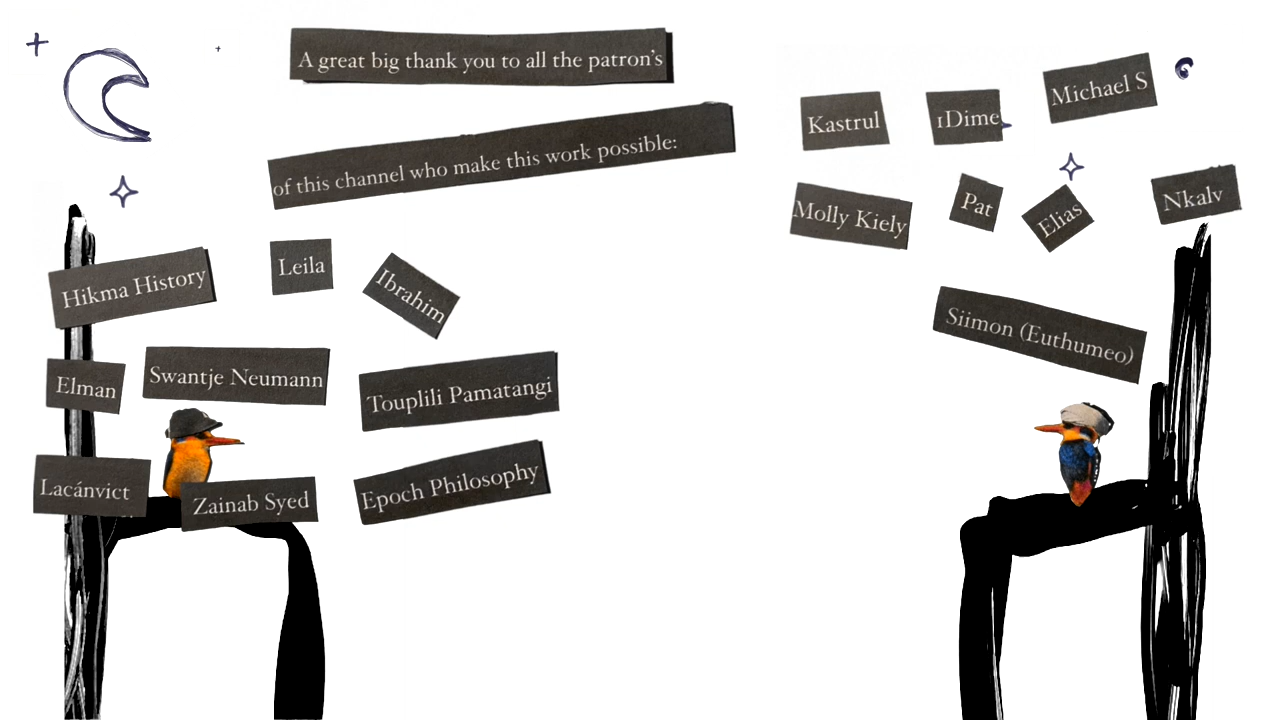 A great big thank you to all the patron's
of this channel who make this work possible:
Hikma History
Leila
Ibrahim
Elman
Swantje Neumann
Touplili Pamatangi
Lacánvict
Zainab Syed
Epoch Philosophy
Kastrul
1Dime
Michael S
Molly Kiely
Pat
Elias
Nkalv
Siimon (Euthumeo)